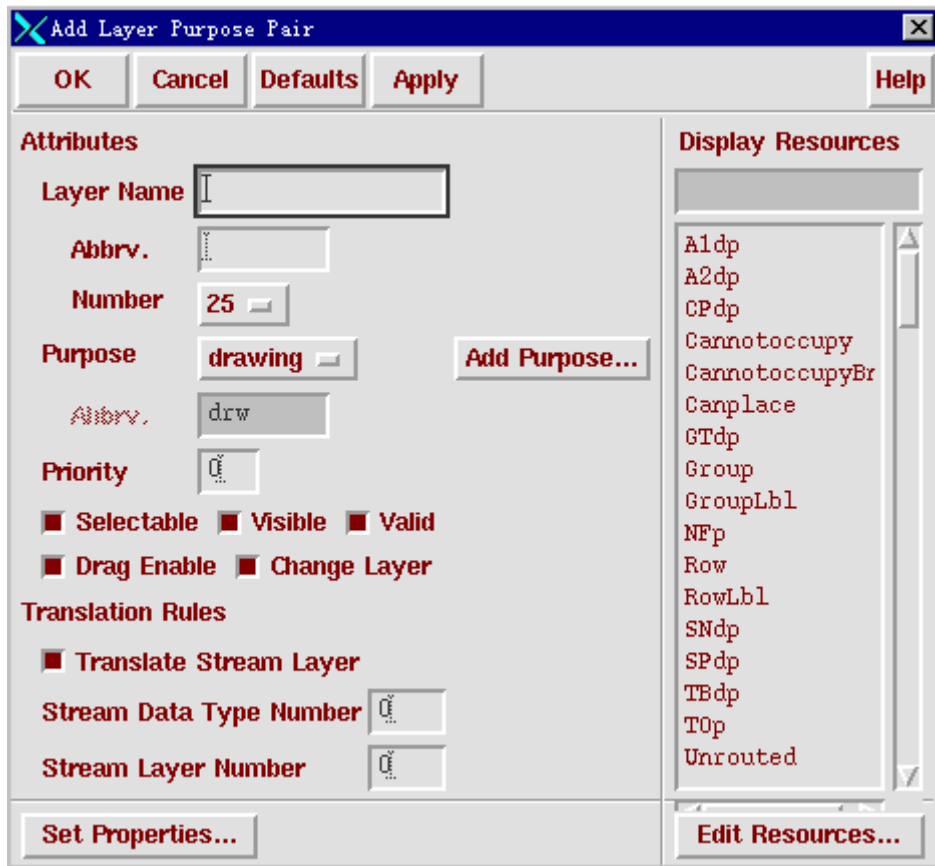 Add Layer Purpose Pair
OK Cancel Defaults Apply Help
Attributes
Layer Name
Abbrv.
Number 25
Purpose drawing Add Purpose...
Abbrv. drw
Priority 0
Selectable Visible Valid
Drag Enable Change Layer
Translation Rules
Translate Stream Layer
Stream Data Type Number 0
Stream Layer Number 0
Set Properties...
Display Resources
A1dp
A2dp
CPdp
Cannotoccupy
CannotoccupyBr
Canplace
GTdp
Group
GroupLbl
NFp
Row
RowLbl
SNdp
SPdp
TBdp
TOp
Unrouted
Edit Resources...